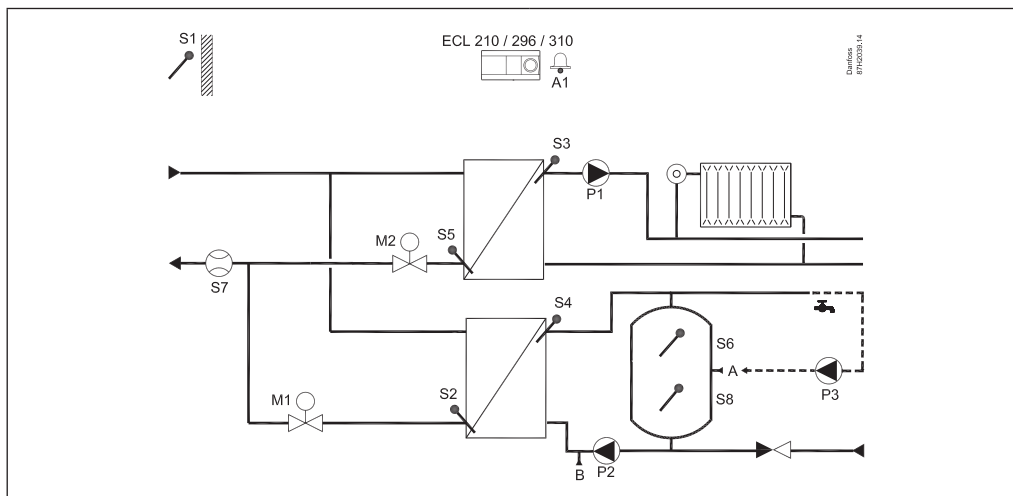 S1
ECL 210 / 296 / 310
A1
Danfoss
87H2039.14
S3
P1
M2
S5
S7
S4
S6
A
S8
P3
M1
S2
B
P2